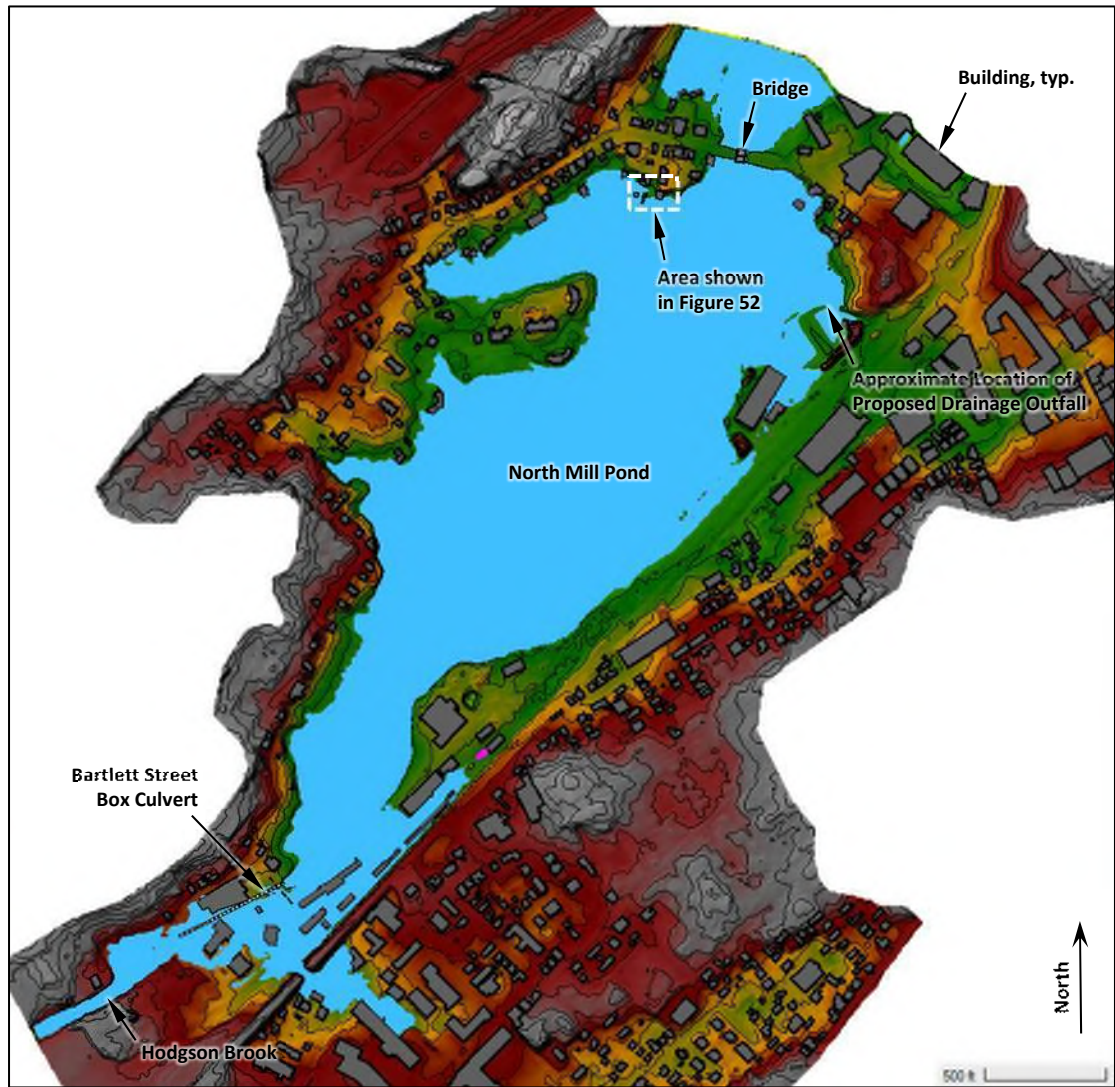 Bridge
Building, typ.
Area shown
in Figure 52
Approximate Location of
Proposed Drainage Outfall
North Mill Pond
Bartlett Street
Box Culvert
Hodgson Brook
North
500 ft